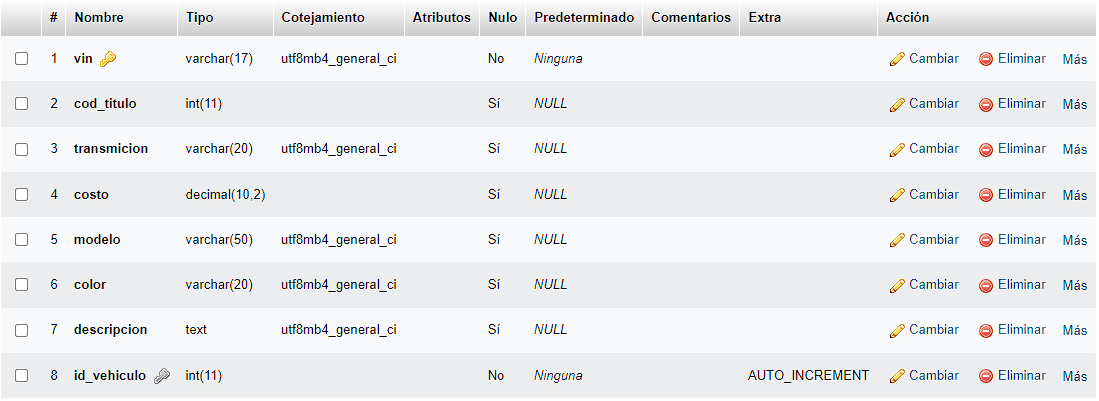 # Nombre Tipo Cotejamiento Atributos Nulo Predeterminado Comentarios Extra Acción
1 vin varchar(17) utf8mb4_general_ci No Ninguna Cambiar Eliminar Más
2 cod_titulo int(11) Sí NULL Cambiar Eliminar Más
3 transmicion varchar(20) utf8mb4_general_ci Sí NULL Cambiar Eliminar Más
4 costo decimal(10,2) Sí NULL Cambiar Eliminar Más
5 modelo varchar(50) utf8mb4_general_ci Sí NULL Cambiar Eliminar Más
6 color varchar(20) utf8mb4_general_ci Sí NULL Cambiar Eliminar Más
7 descripcion text utf8mb4_general_ci Sí NULL Cambiar Eliminar Más
8 id_vehiculo int(11) No Ninguna AUTO_INCREMENT Cambiar Eliminar Más